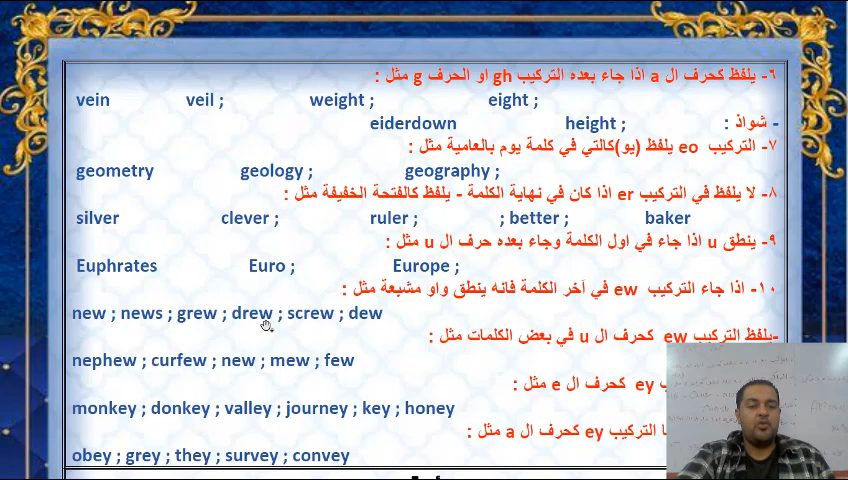 ٦- يلفظ كحرف ال a اذا جاء بعده التركيب gh او الحرف g مثل :
vein veil ; weight ; eight ;
- شواذ : height ; eiderdown
٧- التركيب eo يلفظ (يو)كالتي في كلمة يوم بالعامية مثل :
geometry geology ; geography ;
٨- لا يلفظ في التركيب er اذا كان في نهاية الكلمة - يلفظ كالفتحة الخفيفة مثل :
silver clever ; ruler ; ; better ; baker
٩- ينطق u اذا جاء في اول الكلمة وجاء بعده حرف ال u مثل :
Euphrates Euro ; Europe ;
١٠- اذا جاء التركيب ew في آخر الكلمة فانه ينطق واو مشبعة مثل :
new ; news ; grew ; drew ; screw ; dew
-يلفظ التركيب ew كحرف ال u في بعض الكلمات مثل :
nephew ; curfew ; new ; mew ; few
ey كحرف ال e مثل :
monkey ; donkey ; valley ; journey ; key ; honey
التركيب ey كحرف ال a مثل :
obey ; grey ; they ; survey ; convey